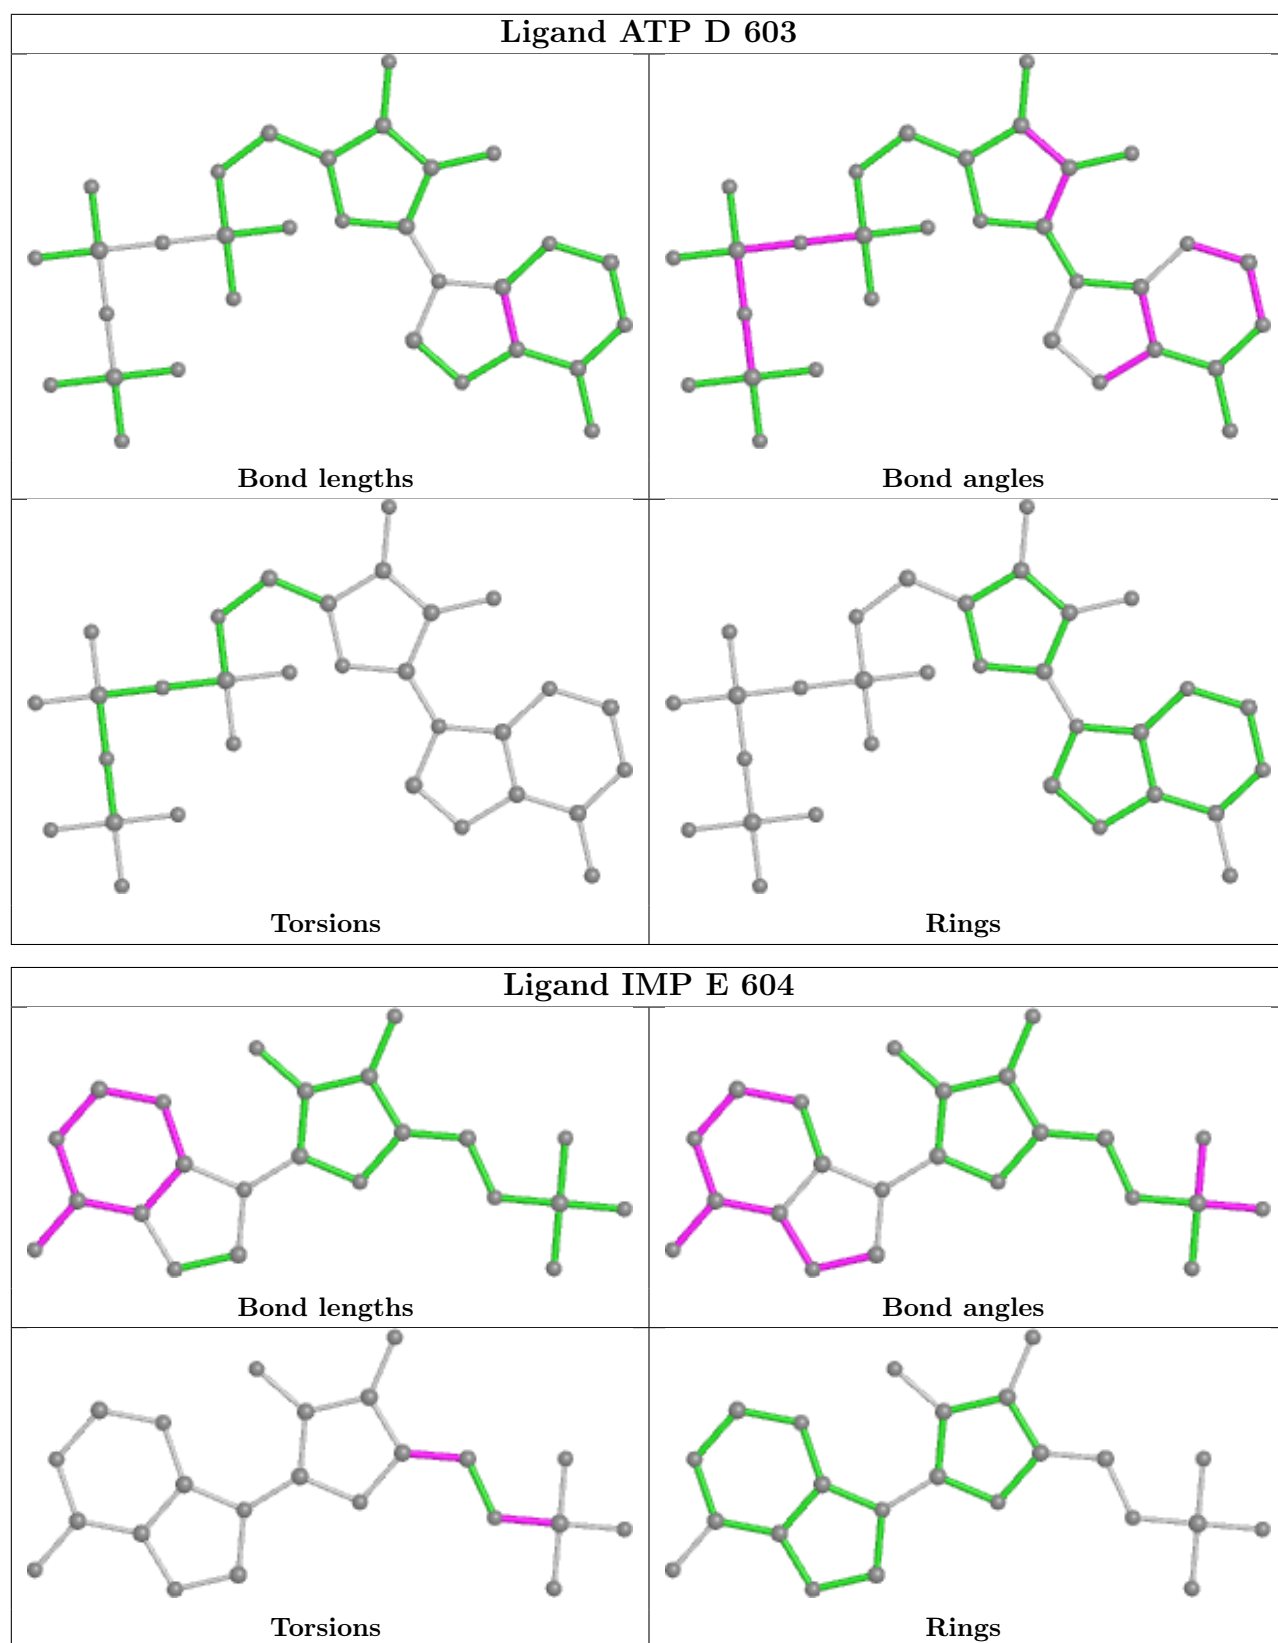 Ligand ATP D 603
Bond lengths
Bond angles
Torsions
Rings
Ligand IMP E 604
Bond lengths
Bond angles
Torsions
Rings